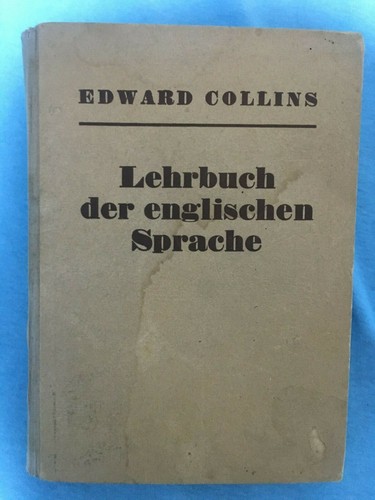 EDWARD COLLINS
Lehrbuch
der englischen
Sprache